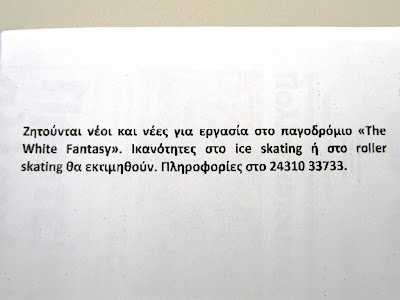 Ζητούνται νέοι και νέες για εργασία στο παγοδρόμιο «The
White Fantasy». Ικανότητες στο ice skating ή στο roller
skating θα εκτιμηθούν. Πληροφορίες στο 24310 33733.